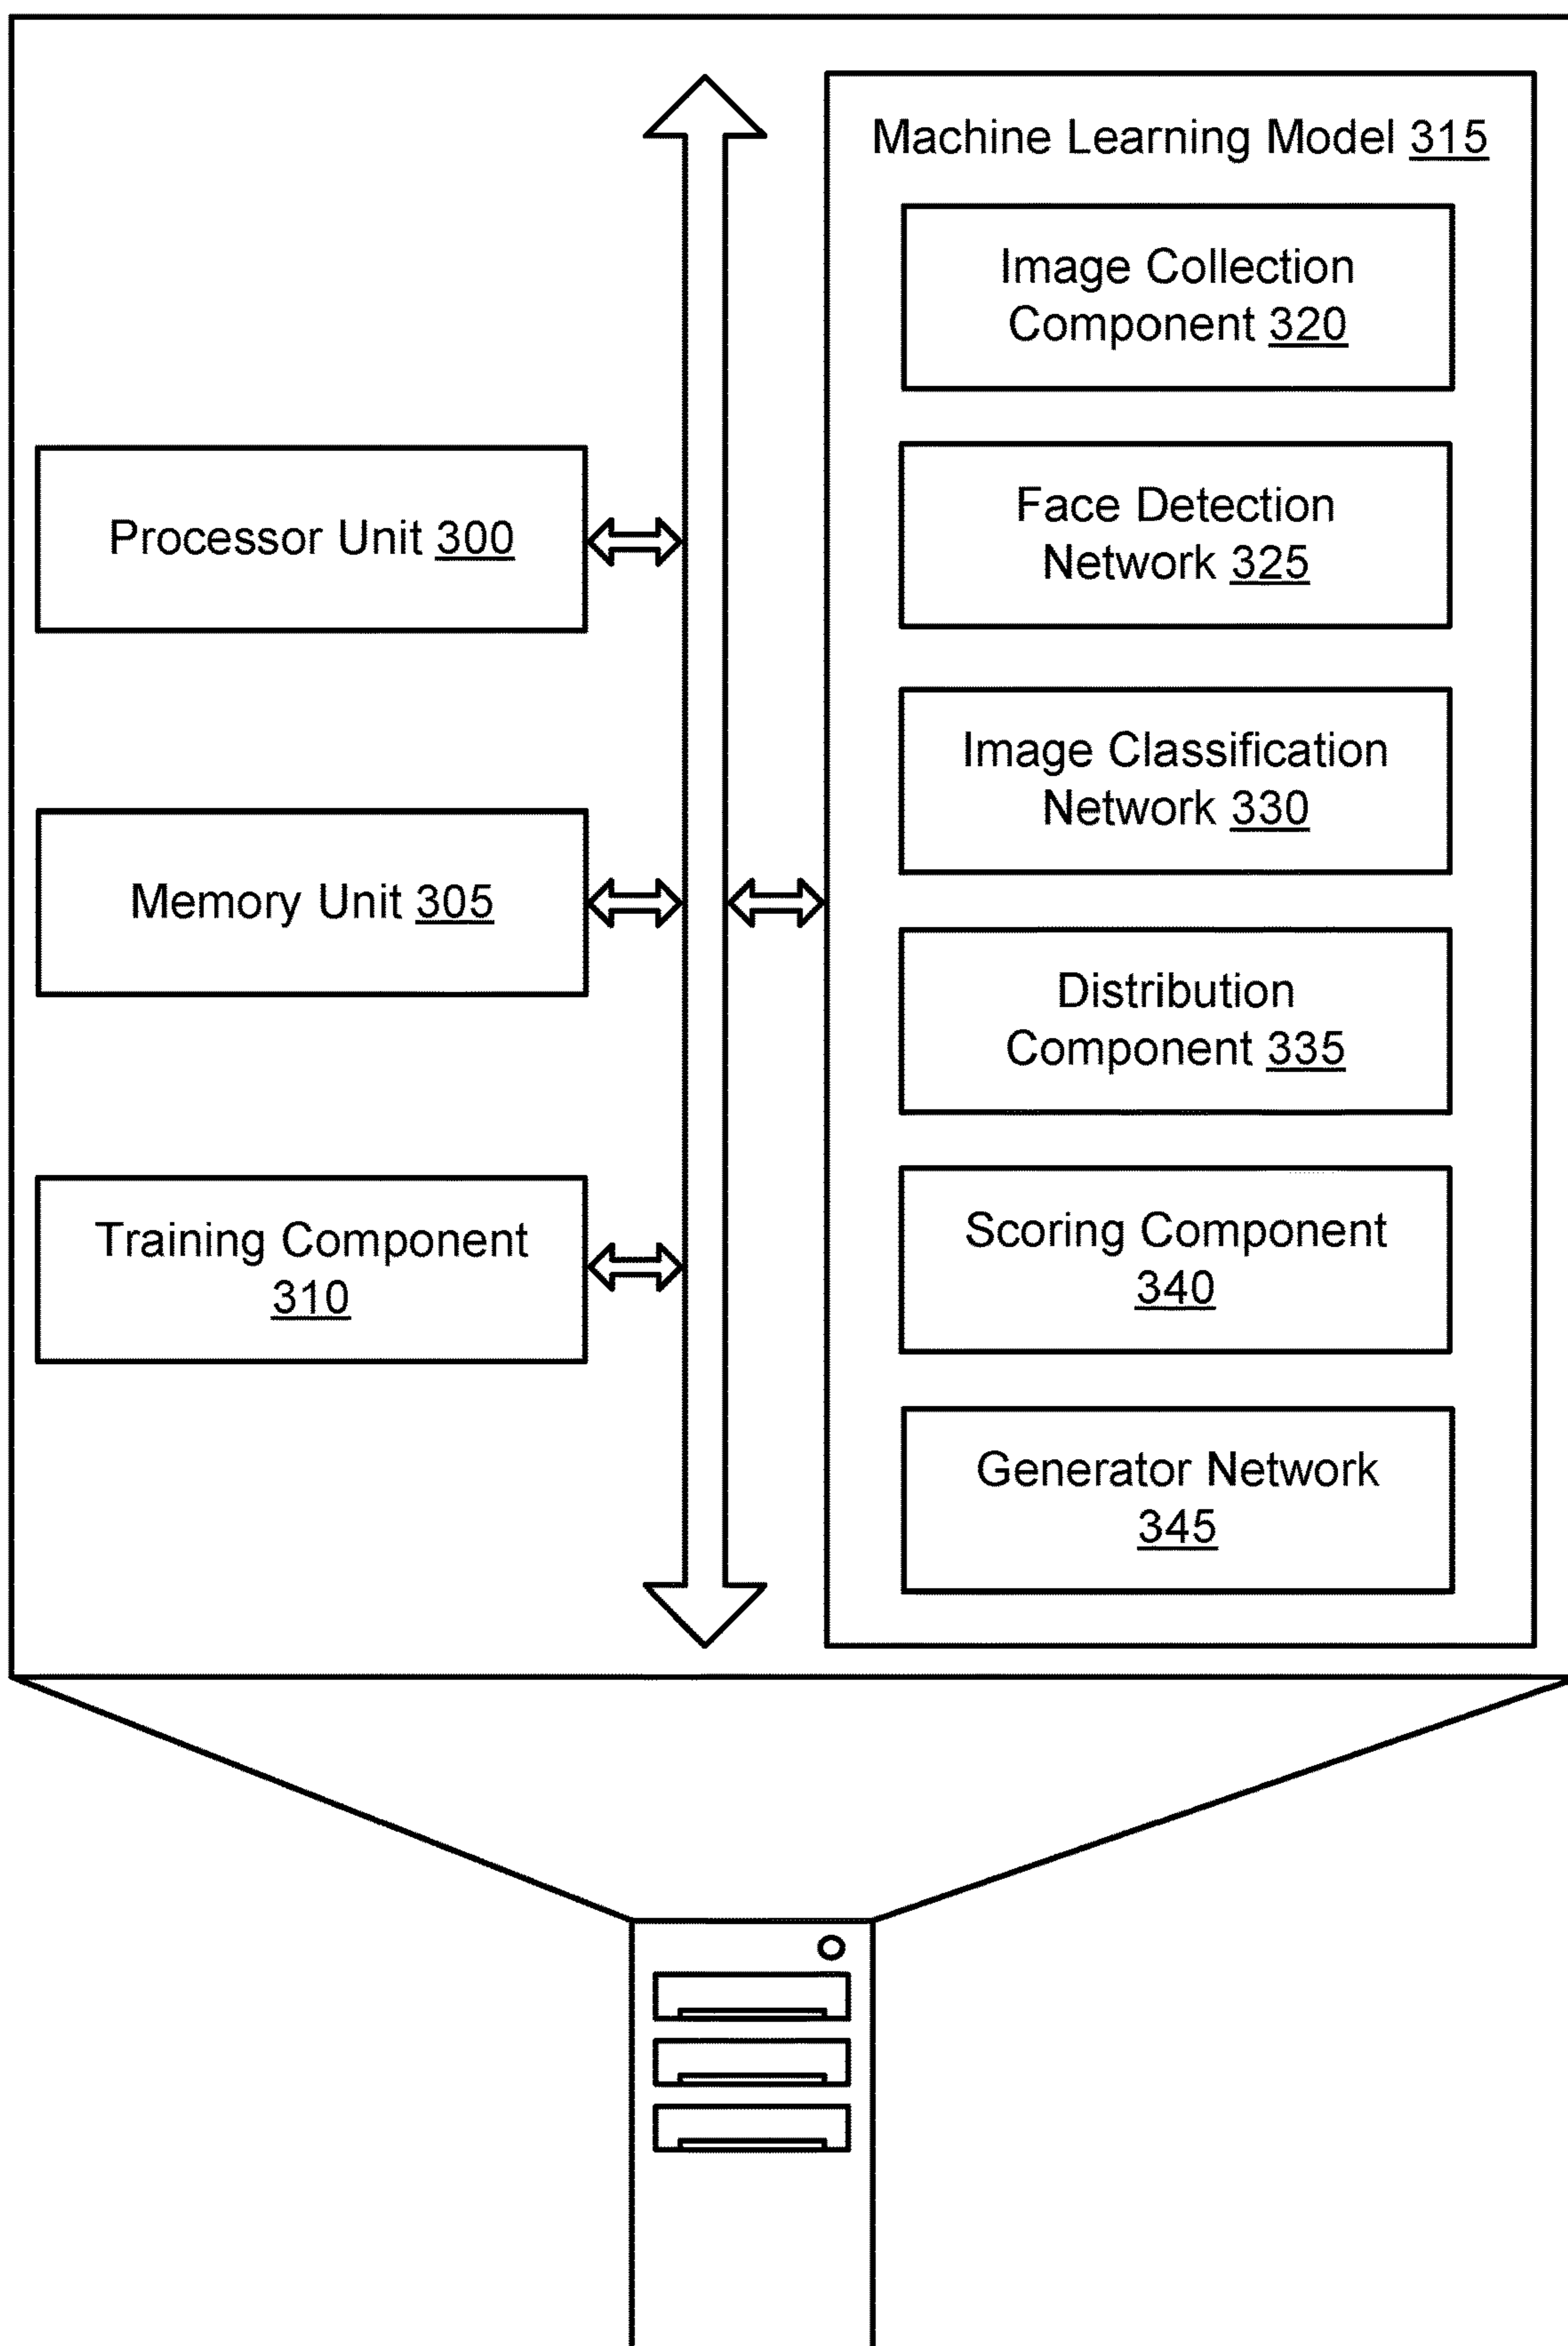 Machine Learning Model 315
Image Collection
Component 320
Face Detection
Network 325
Processor Unit 300
Image Classification
Network 330
Memory Unit 305
Distribution
Component 335
Training Component
310
Scoring Component
340
Generator Network
345